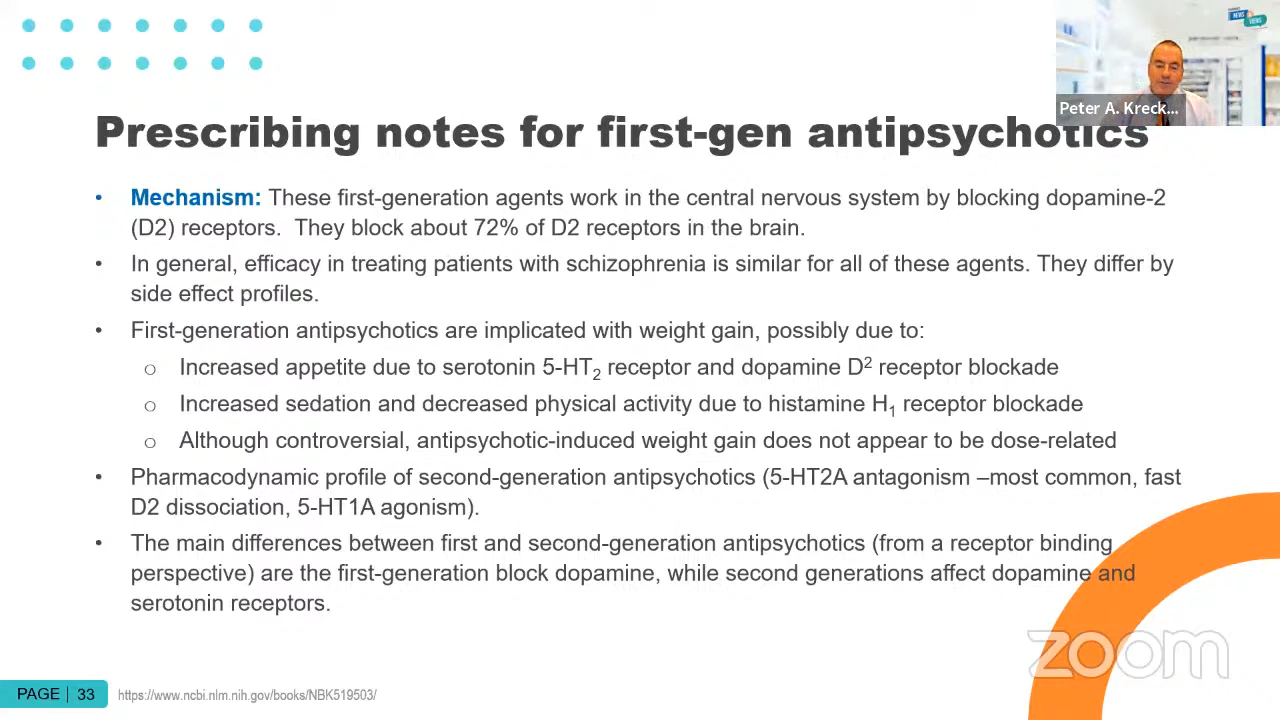 NEWS
VIEWS
Peter A. Kreck...
Prescribing notes for first-gen antipsychotics
• Mechanism: These first-generation agents work in the central nervous system by blocking dopamine-2
(D2) receptors.  They block about 72% of D2 receptors in the brain.
• In general, efficacy in treating patients with schizophrenia is similar for all of these agents. They differ by
side effect profiles.
• First-generation antipsychotics are implicated with weight gain, possibly due to:
○ Increased appetite due to serotonin 5-HT₂ receptor and dopamine D² receptor blockade
○ Increased sedation and decreased physical activity due to histamine H₁ receptor blockade
○ Although controversial, antipsychotic-induced weight gain does not appear to be dose-related
• Pharmacodynamic profile of second-generation antipsychotics (5-HT2A antagonism –most common, fast
D2 dissociation, 5-HT1A agonism).
• The main differences between first and second-generation antipsychotics (from a receptor binding
perspective) are the first-generation block dopamine, while second generations affect dopamine and
serotonin receptors.
zoom
PAGE | 33
https://www.ncbi.nlm.nih.gov/books/NBK519503/